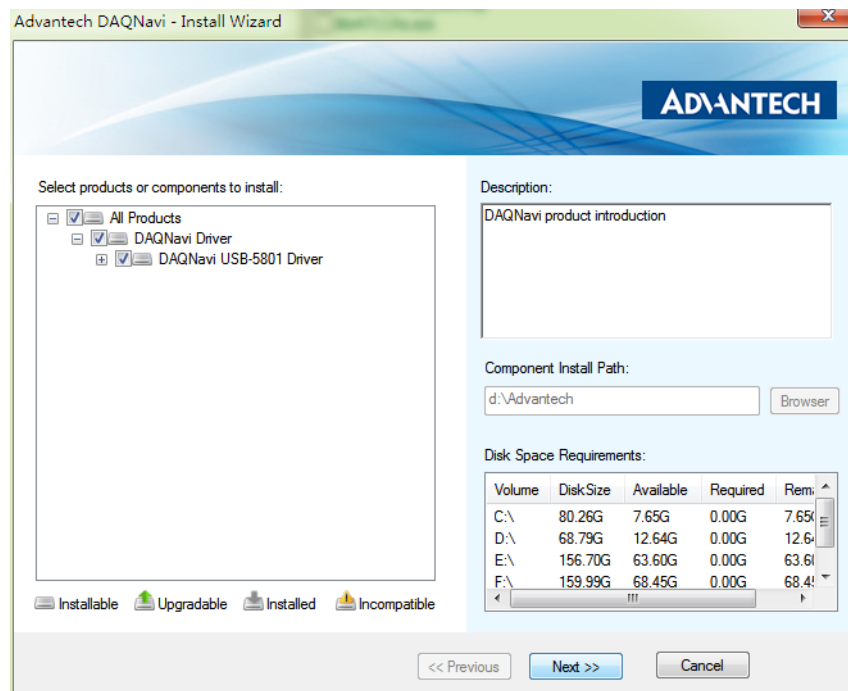 Advantech DAQNavi - Install Wizard
ADVANTECH
Select products or components to install:
All Products
DAQNavi Driver
DAQNavi USB-5801 Driver
Installable Upgradable Installed Incompatible
Description:
DAQNavi product introduction
Component Install Path:
d:\Advantech Browser
Disk Space Requirements:
Volume DiskSize Available Required
C:\ 80.26G 7.65G 0.00G
D:\ 68.79G 12.64G 0.00G
E:\ 156.70G 63.60G 0.00G
F:\ 159.99G 68.45G 0.00G
<< Previous Next >> Cancel